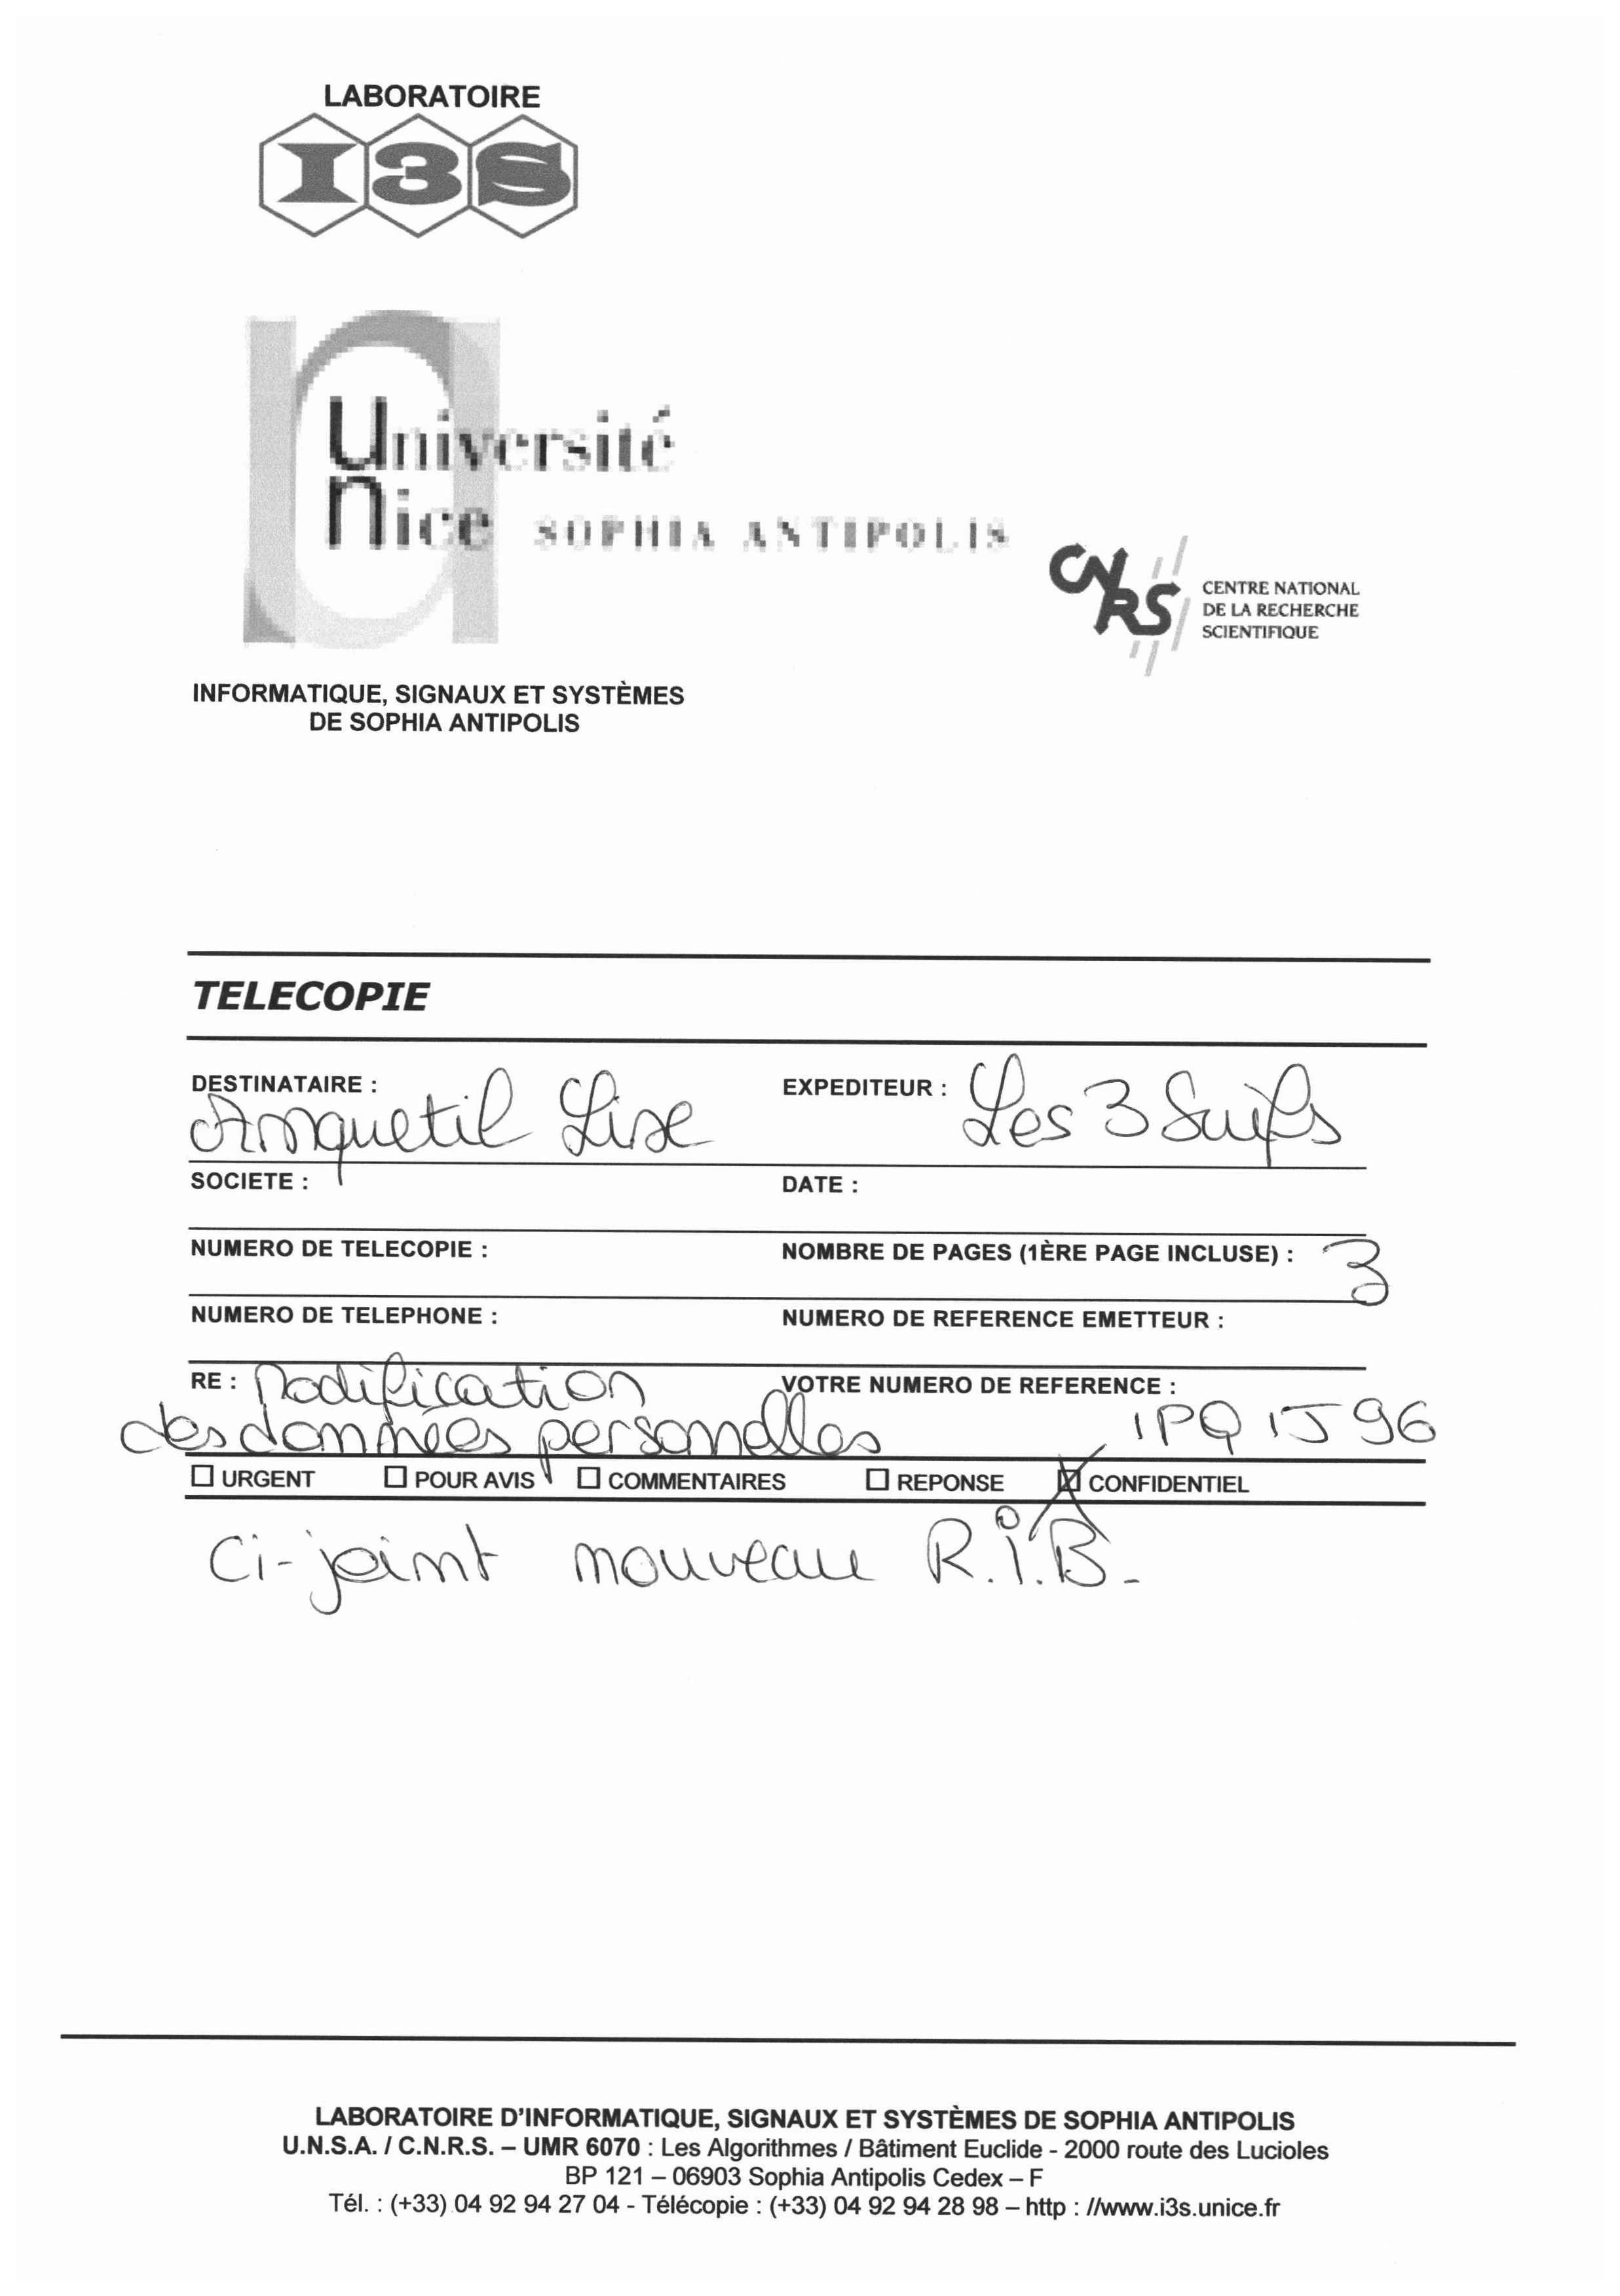 LABORATOIRE
I3S
Université
Nice SOPHIA ANTIPOLIS
CNRS
CENTRE NATIONAL
DE LA RECHERCHE
SCIENTIFIQUE
INFORMATIQUE, SIGNAUX ET SYSTÈMES
DE SOPHIA ANTIPOLIS
TELECOPIE
DESTINATAIRE : Anquetil Lise
EXPEDITEUR : Les 3 Suifs
SOCIETE :
DATE :
NUMERO DE TELECOPIE :
NOMBRE DE PAGES (1ÈRE PAGE INCLUSE) : 3
NUMERO DE TELEPHONE :
NUMERO DE REFERENCE EMETTEUR :
RE : Modification
des données personelles
VOTRE NUMERO DE REFERENCE :
1PQ1J96
☐ URGENT ☐ POUR AVIS ☐ COMMENTAIRES ☐ REPONSE ☒ CONFIDENTIEL
Ci-joint nouveau R.i.B.
LABORATOIRE D'INFORMATIQUE, SIGNAUX ET SYSTÈMES DE SOPHIA ANTIPOLIS
U.N.S.A. / C.N.R.S. – UMR 6070 : Les Algorithmes / Bâtiment Euclide - 2000 route des Lucioles
BP 121 – 06903 Sophia Antipolis Cedex – F
Tél. : (+33) 04 92 94 27 04 - Télécopie : (+33) 04 92 94 28 98 – http : //www.i3s.unice.fr